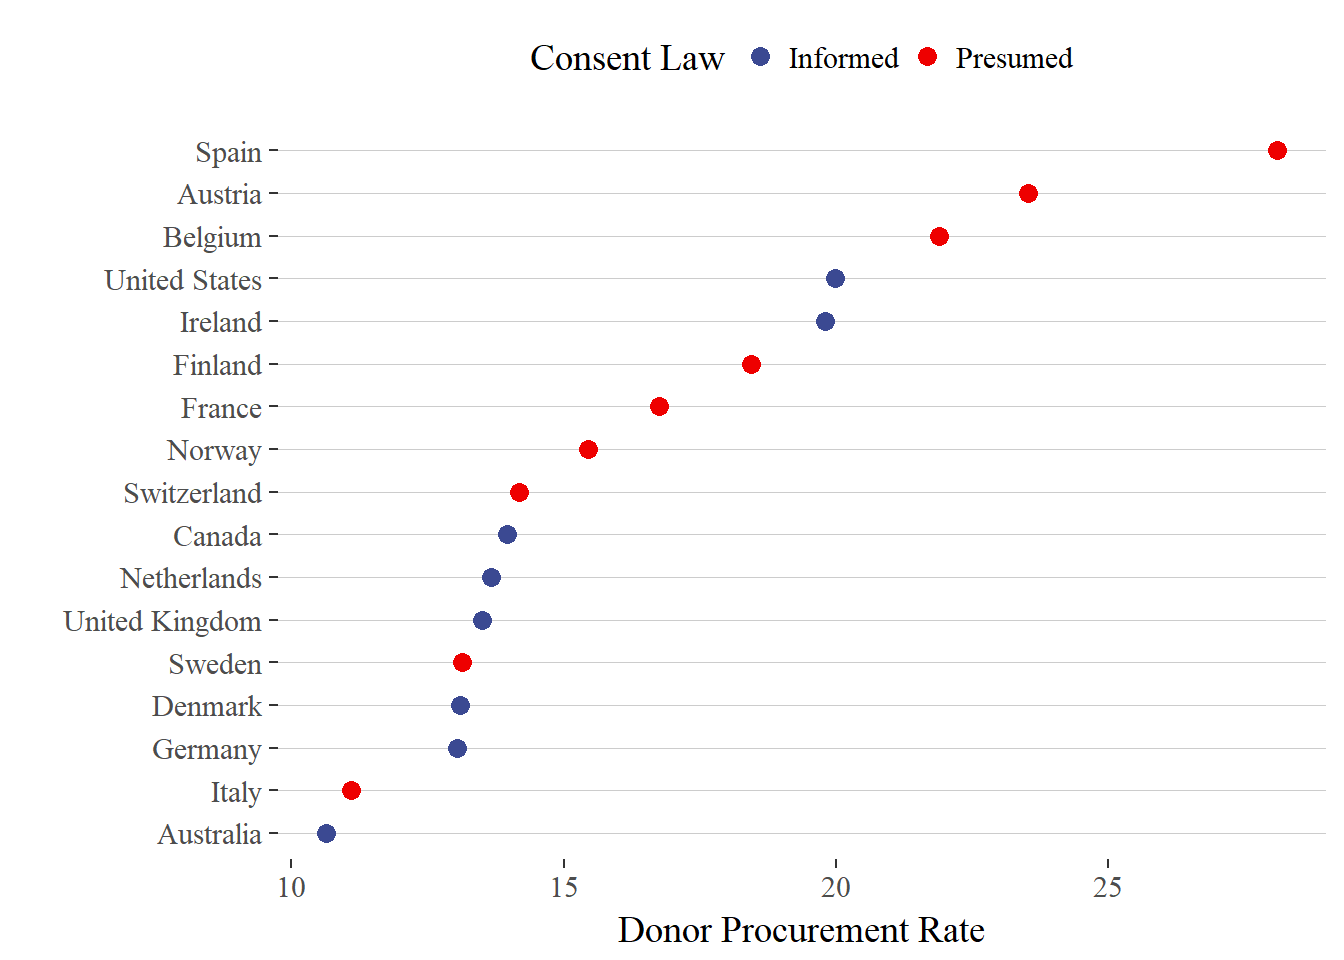 Consent Law Informed Presumed
Spain
Austria
Belgium
United States
Ireland
Finland
France
Norway
Switzerland
Canada
Netherlands
United Kingdom
Sweden
Denmark
Germany
Italy
Australia
10 15 20 25
Donor Procurement Rate